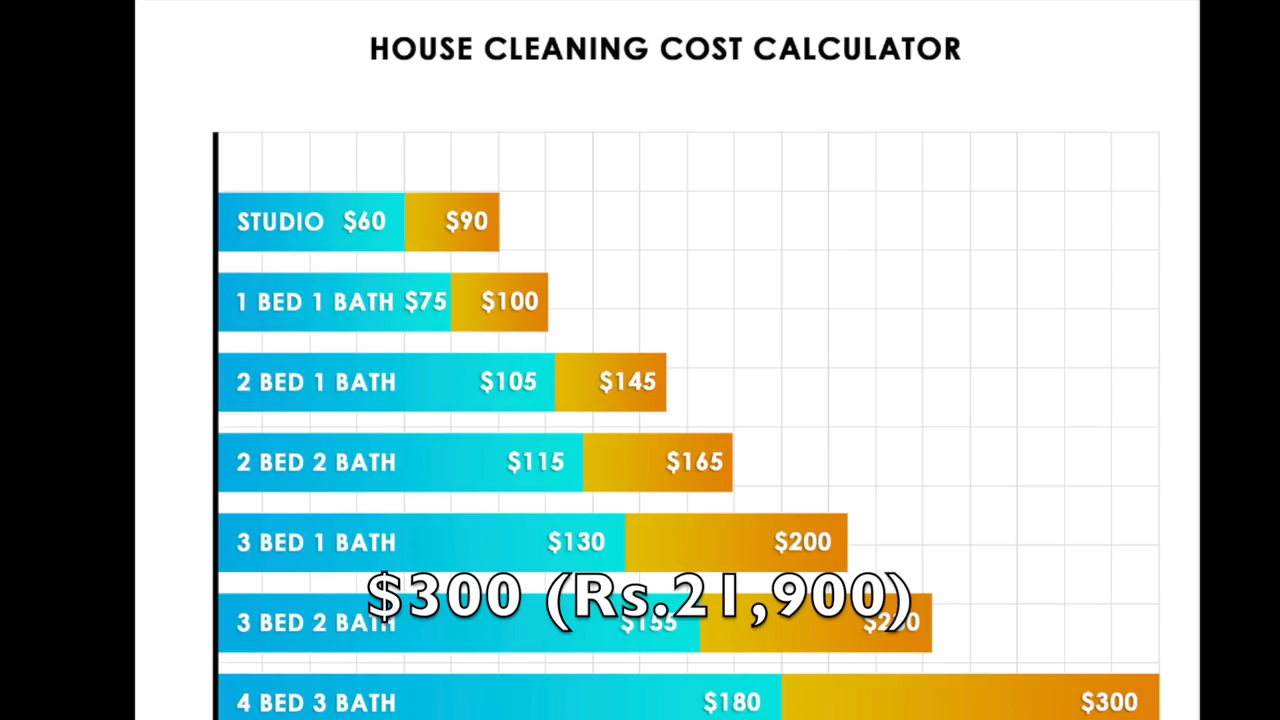 HOUSE CLEANING COST CALCULATOR
STUDIO $60 $90
1 BED 1 BATH $75 $100
2 BED 1 BATH $105 $145
2 BED 2 BATH $115 $165
3 BED 1 BATH $130 $200
$300 (Rs.21,900)
3 BED 2 BATH $155
4 BED 3 BATH $180 $300